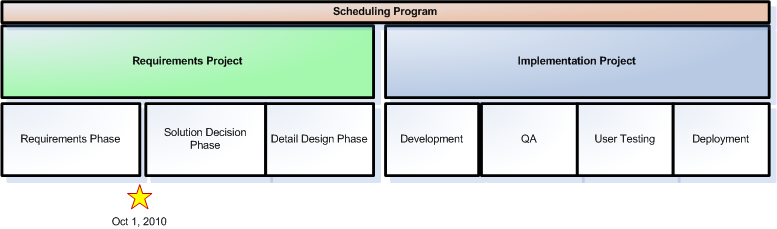 Scheduling Program
Requirements Project
Implementation Project
Requirements Phase
Solution Decision
Phase
Detail Design Phase
Development
QA
User Testing
Deployment
Oct 1, 2010